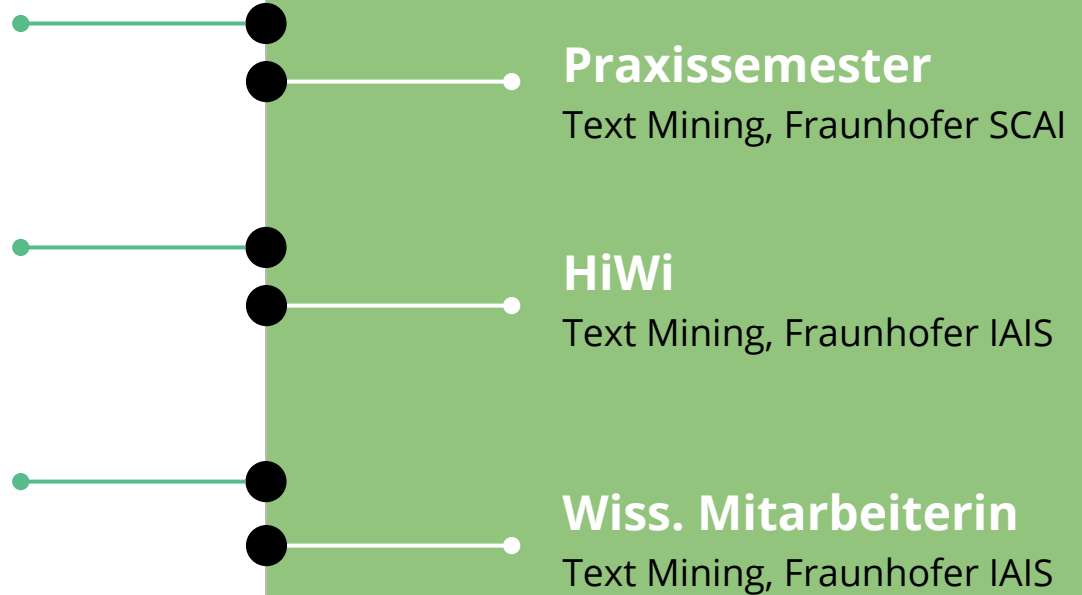 Praxissemester
Text Mining, Fraunhofer SCAI
HiWi
Text Mining, Fraunhofer IAIS
Wiss. Mitarbeiterin
Text Mining, Fraunhofer IAIS